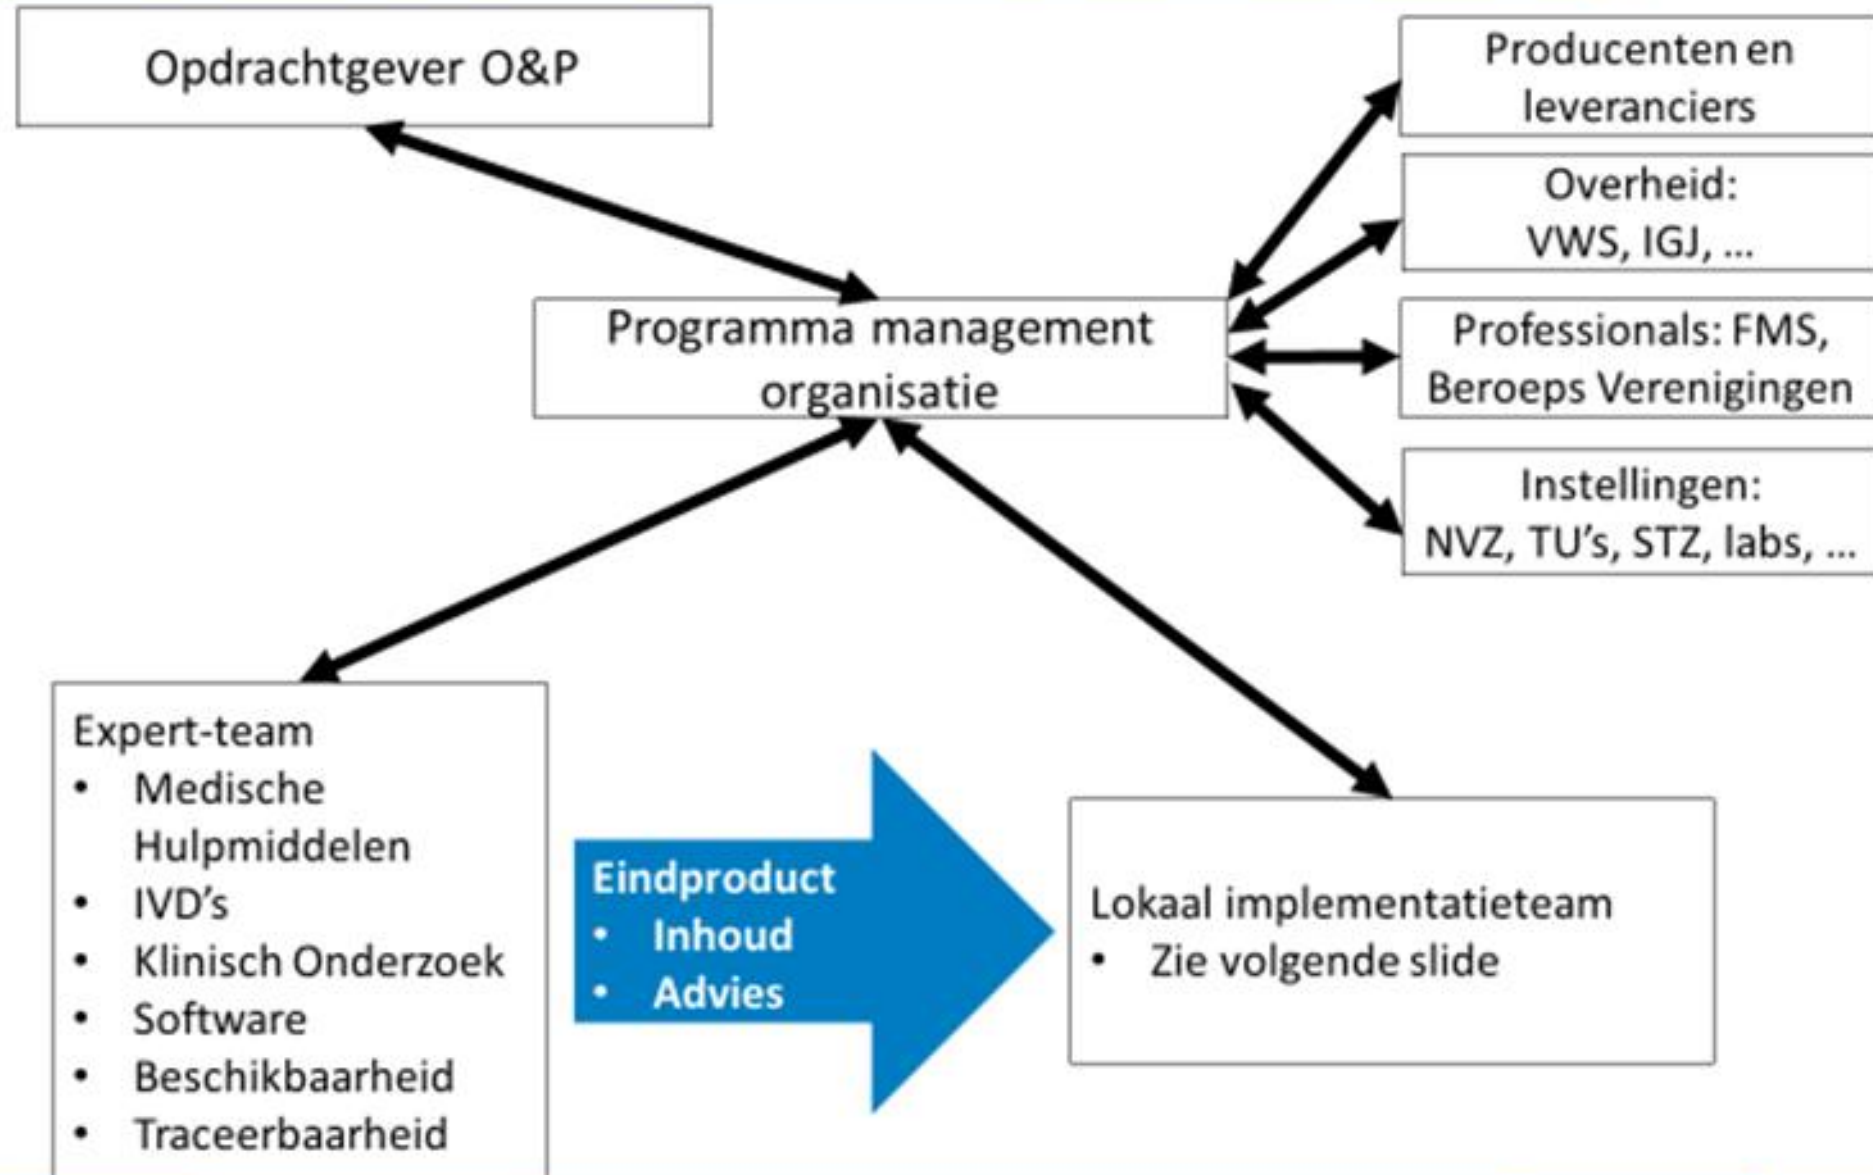 Opdrachtgever O&P
Producenten en
leveranciers
Overheid:
VWS, IGJ, ...
Programma management
organisatie
Professionals: FMS,
Beroeps Verenigingen
Instellingen:
NVZ, TU's, STZ, labs, ...
Expert-team
• Medische
Hulpmiddelen
• IVD's
• Klinisch Onderzoek
• Software
• Beschikbaarheid
• Traceerbaarheid
Eindproduct
• Inhoud
• Advies
Lokaal implementatieteam
• Zie volgende slide